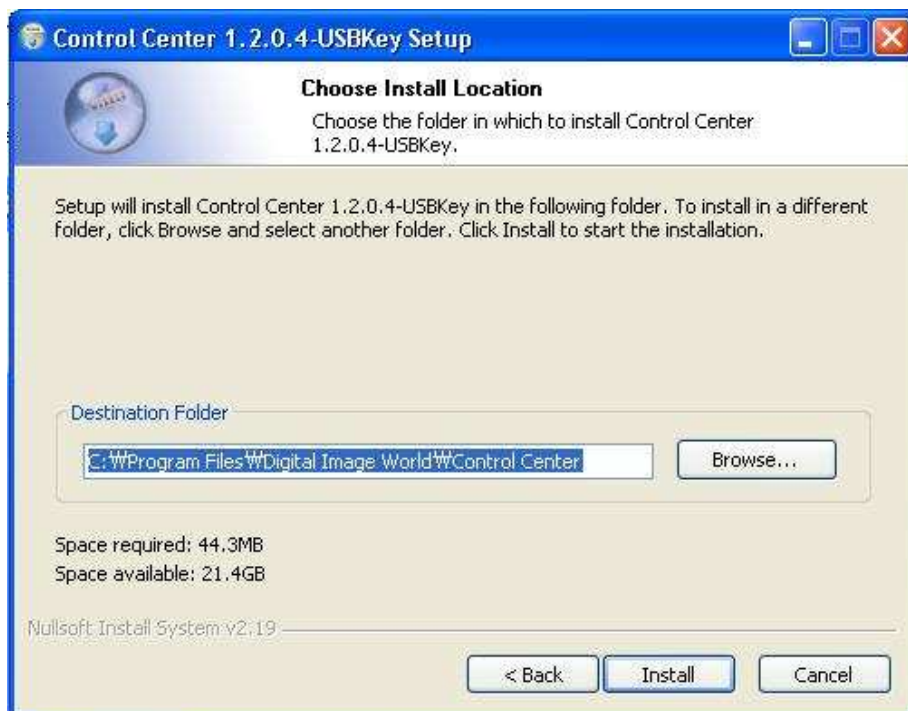 Control Center 1.2.0.4-USBKey Setup
Choose Install Location
Choose the folder in which to install Control Center
1.2.0.4-USBKey.
Setup will install Control Center 1.2.0.4-USBKey in the following folder. To install in a different
folder, click Browse and select another folder. Click Install to start the installation.
Destination Folder
C:₩Program Files₩Digital Image World₩Control Center
Browse...
Space required: 44.3MB
Space available: 21.4GB
Nullsoft Install System v2.19
< Back
Install
Cancel